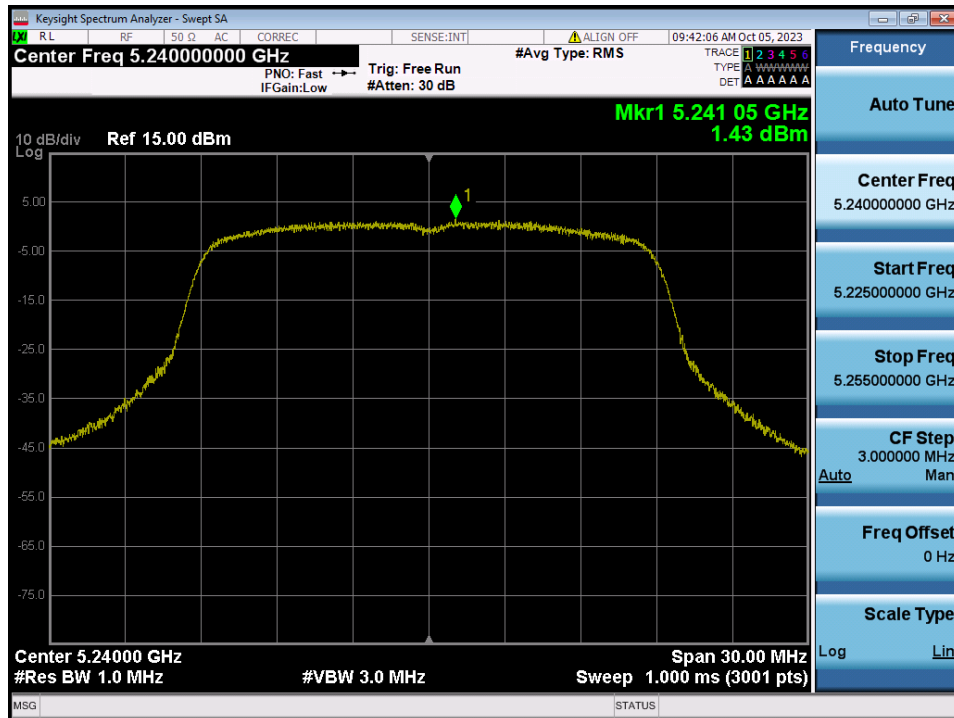 Keysight Spectrum Analyzer - Swept SA
LXI RL RF 50 Ω AC CORREC SENSE:INT ALIGN OFF 09:42:06 AM Oct 05, 2023
Center Freq 5.240000000 GHz
PNO: Fast
IFGain:Low
Trig: Free Run
#Atten: 30 dB
#Avg Type: RMS
TRACE 1 2 3 4 5 6
TYPE A WWWWW
DET A A A A A A
Mkr1 5.241 05 GHz
1.43 dBm
10 dB/div Ref 15.00 dBm
Log
1
5.00
-5.00
-15.0
-25.0
-35.0
-45.0
-55.0
-65.0
-75.0
Center 5.24000 GHz Span 30.00 MHz
#Res BW 1.0 MHz #VBW 3.0 MHz Sweep 1.000 ms (3001 pts)
MSG STATUS
Frequency
Auto Tune
Center Freq
5.240000000 GHz
Start Freq
5.225000000 GHz
Stop Freq
5.255000000 GHz
CF Step
3.000000 MHz
Auto Man
Freq Offset
0 Hz
Scale Type
Log Lin